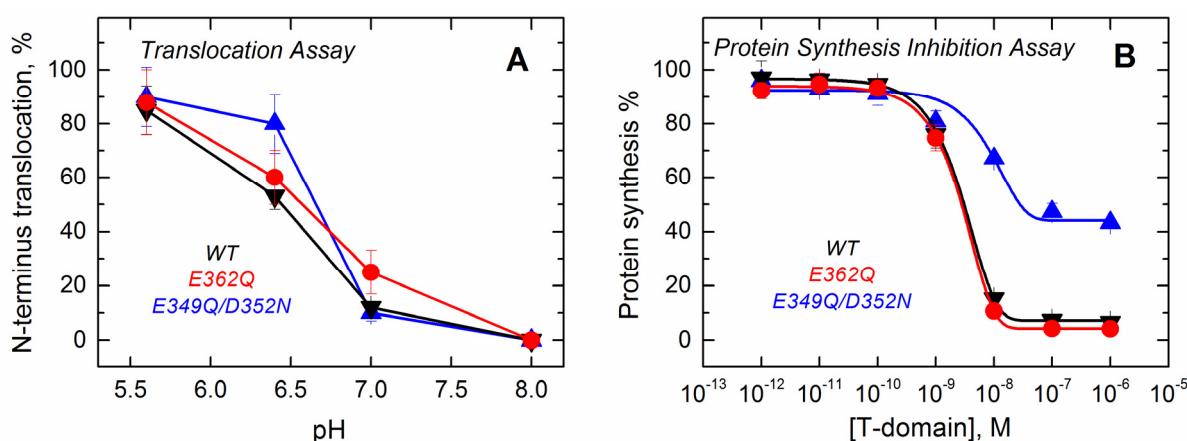 Translocation Assay
A
N-terminus translocation, %
100
80
60
40
20
0
WT
E362Q
E349Q/D352N
5.5 6.0 6.5 7.0 7.5 8.0
pH
Protein Synthesis Inhibition Assay
B
Protein synthesis %
100
80
60
40
20
0
WT
E362Q
E349Q/D352N
10⁻¹³ 10⁻¹² 10⁻¹¹ 10⁻¹⁰ 10⁻⁹ 10⁻⁸ 10⁻⁷ 10⁻⁶ 10⁻⁵
[T-domain], M